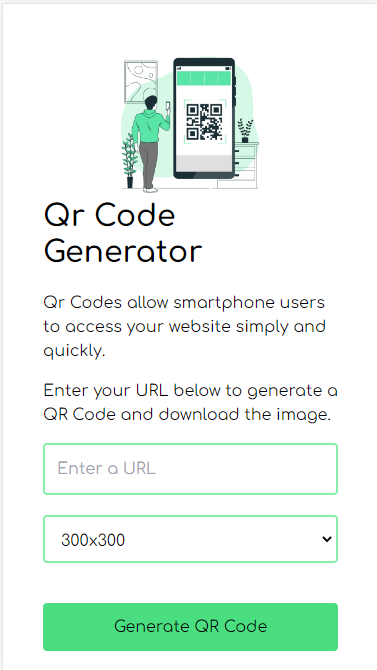 Qr Code
Generator
Qr Codes allow smartphone users
to access your website simply and
quickly.
Enter your URL below to generate a
QR Code and download the image.
Enter a URL
300x300
Generate QR Code